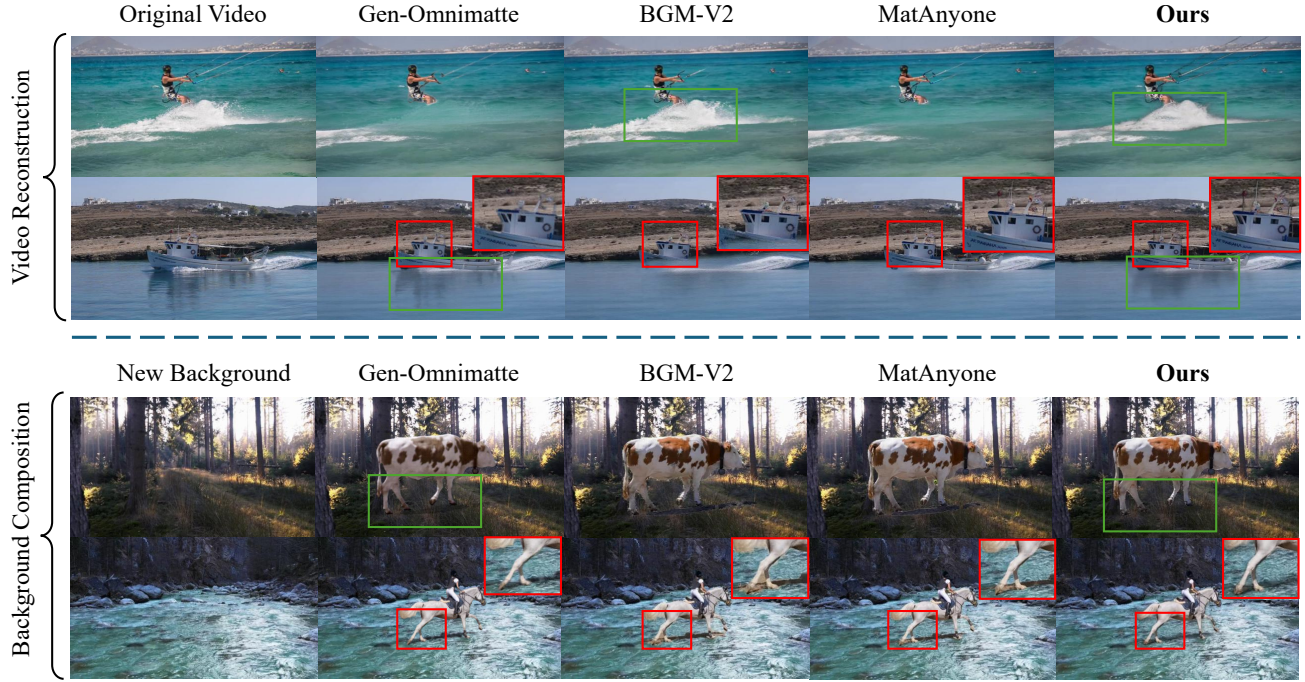 Original Video Gen-Omnimatte BGM-V2 MatAnyone Ours
Video Reconstruction
New Background Gen-Omnimatte BGM-V2 MatAnyone Ours
Background Composition